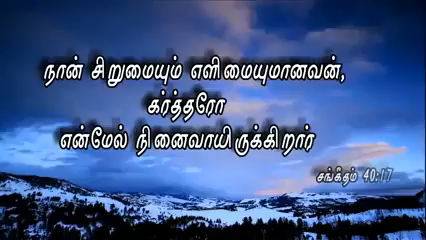 நான் சிறுமையும் எளிமையுமானவன்,
கர்த்தரோ
என்மேல் நினைவாயிருக்கிறார்
சங்கீதம் 40:17